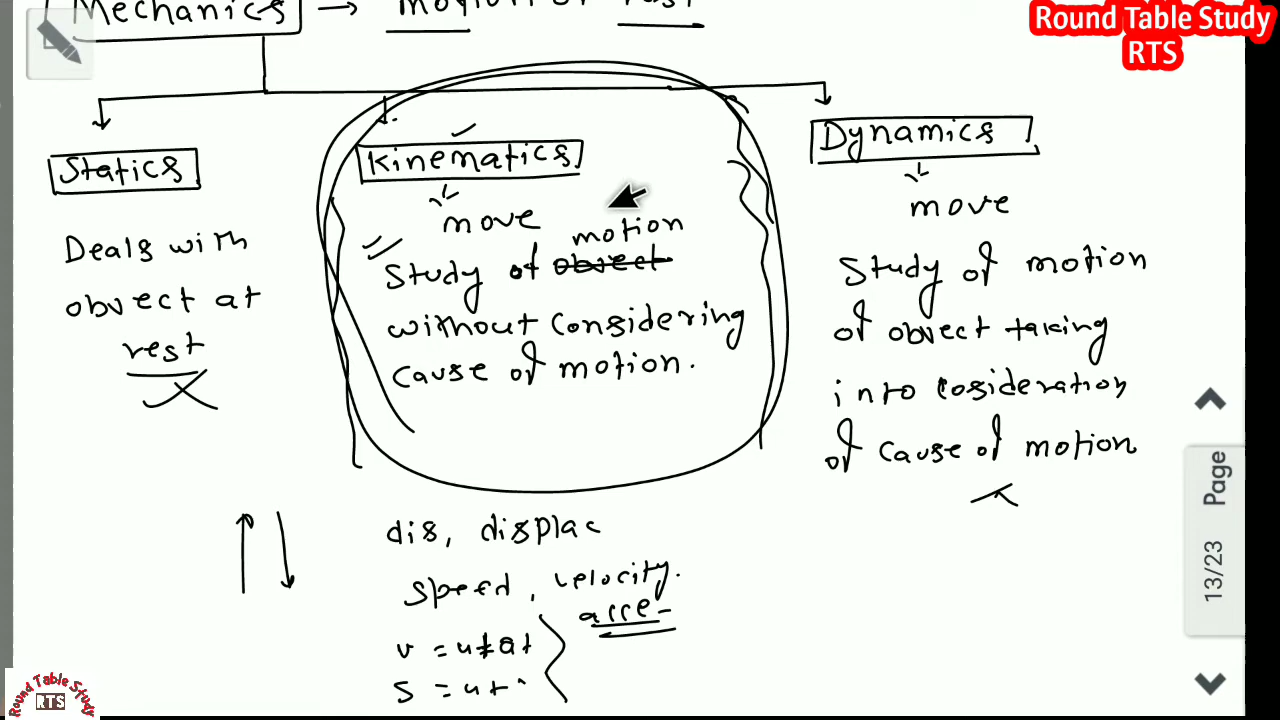 Mechanics → motion or rest
Round Table Study
RTS
Statics
Deals with
obvect at
rest
Kinematics
move
motion
Study of obvect
without considering
cause of motion.
Dynamics
move
Study of motion
of obvect taking
into cosideration
of cause of motion
dis, displac
speed, velocity.
acce-
v = u+at
s = ut
Page
13/23
Round Table Study
RTS